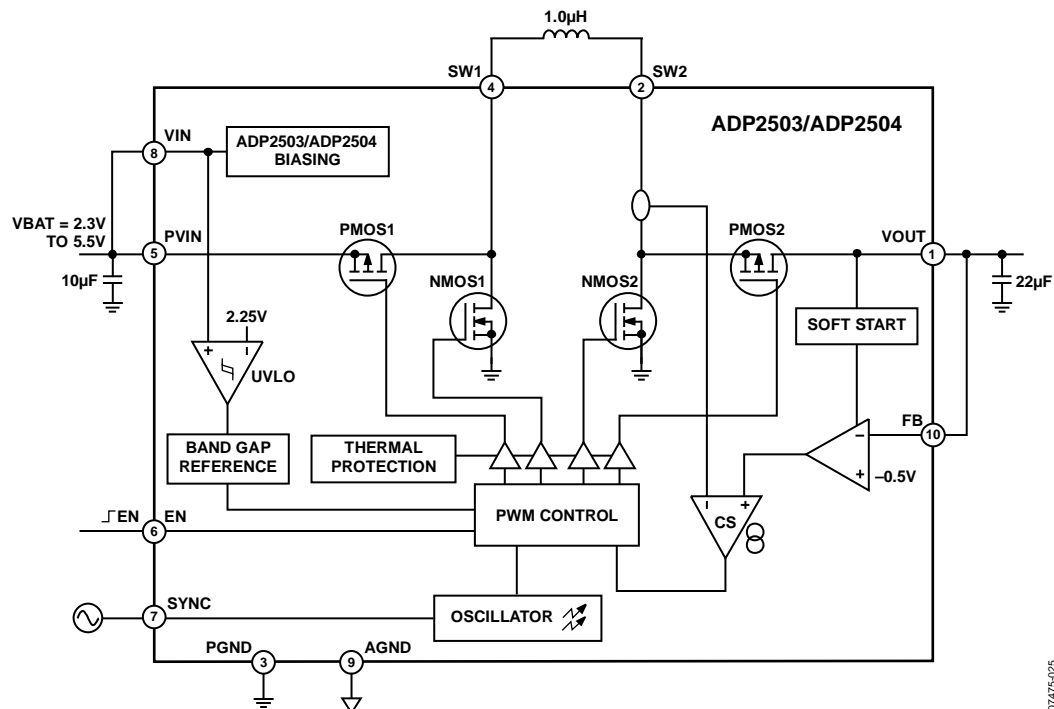 1.0µH
SW1
4
2
SW2
ADP2503/ADP2504
VIN
8
ADP2503/ADP2504
BIASING
VBAT = 2.3V
TO 5.5V
PVIN
5
PMOS1
PMOS2
VOUT
1
10µF
NMOS1
NMOS2
22µF
2.25V
SOFT START
+
–
UVLO
FB
10
BAND GAP
REFERENCE
THERMAL
PROTECTION
–
+
–0.5V
PWM CONTROL
–
+
CS
EN
EN
6
SYNC
7
OSCILLATOR
PGND
3
9
AGND
07475-025